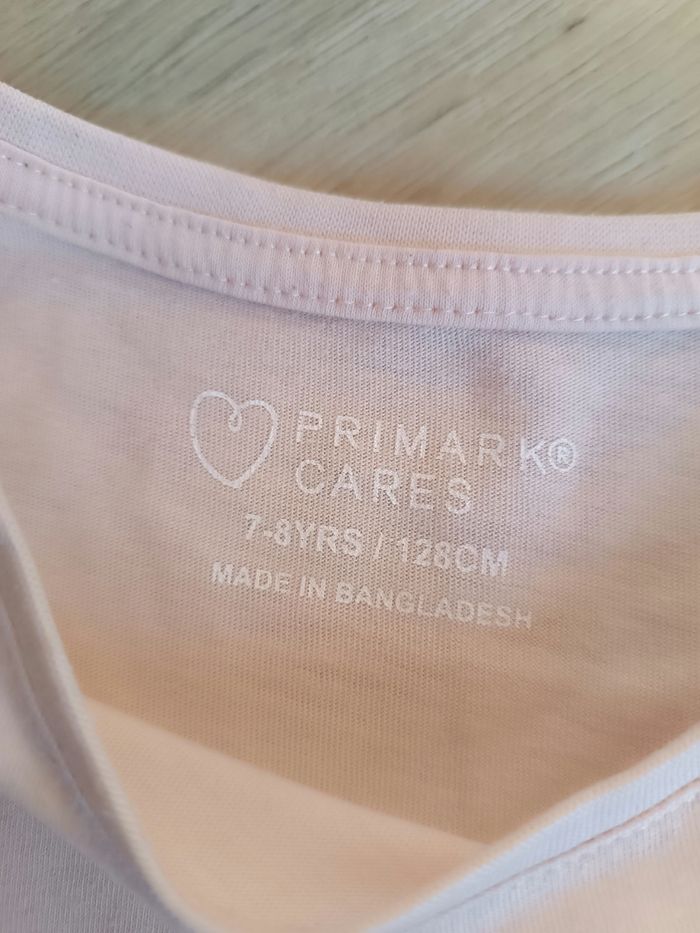 PRIMARK®
CARES
7-8YRS / 128CM
MADE IN BANGLADESH